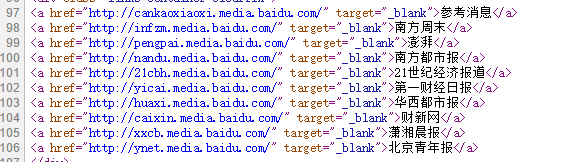 97 <a href="http://cankaoxiaoxi.media.baidu.com/" target="_blank">参考消息</a>
98 <a href="http://infzm.media.baidu.com/" target="_blank">南方周末</a>
99 <a href="http://pengpai.media.baidu.com/" target="_blank">澎湃</a>
100 <a href="http://nandu.media.baidu.com/" target="_blank">南方都市报</a>
101 <a href="http://21cbh.media.baidu.com/" target="_blank">21世纪经济报道</a>
102 <a href="http://yicai.media.baidu.com/" target="_blank">第一财经日报</a>
103 <a href="http://huaxi.media.baidu.com/" target="_blank">华西都市报</a>
104 <a href="http://caixin.media.baidu.com/" target="_blank">财新网</a>
105 <a href="http://xxcb.media.baidu.com/" target="_blank">潇湘晨报</a>
106 <a href="http://ynet.media.baidu.com/" target="_blank">北京青年报</a>